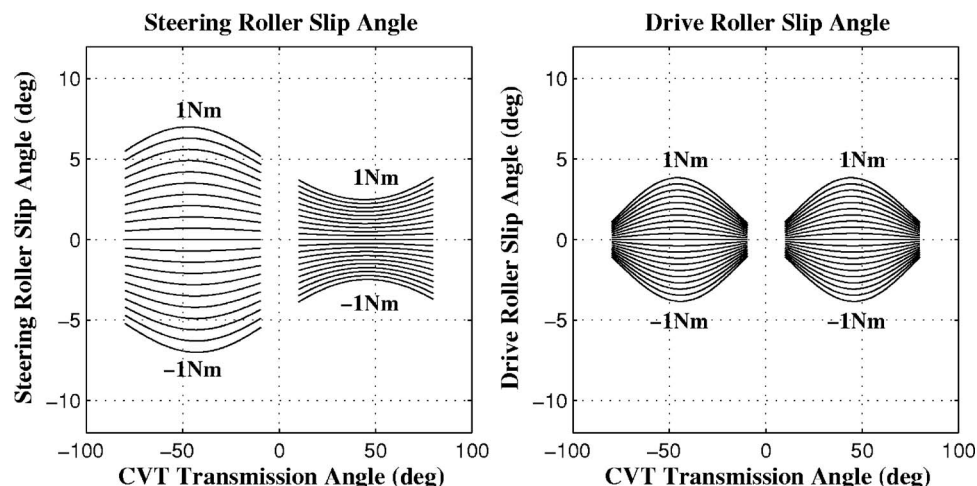 Steering Roller Slip Angle
Steering Roller Slip Angle (deg)
10
5
0
−5
−10
1Nm
−1Nm
1Nm
−1Nm
−100 −50 0 50 100
CVT Transmission Angle (deg)
Drive Roller Slip Angle
Drive Roller Slip Angle (deg)
10
5
0
−5
−10
1Nm 1Nm
−1Nm −1Nm
−100 −50 0 50 100
CVT Transmission Angle (deg)